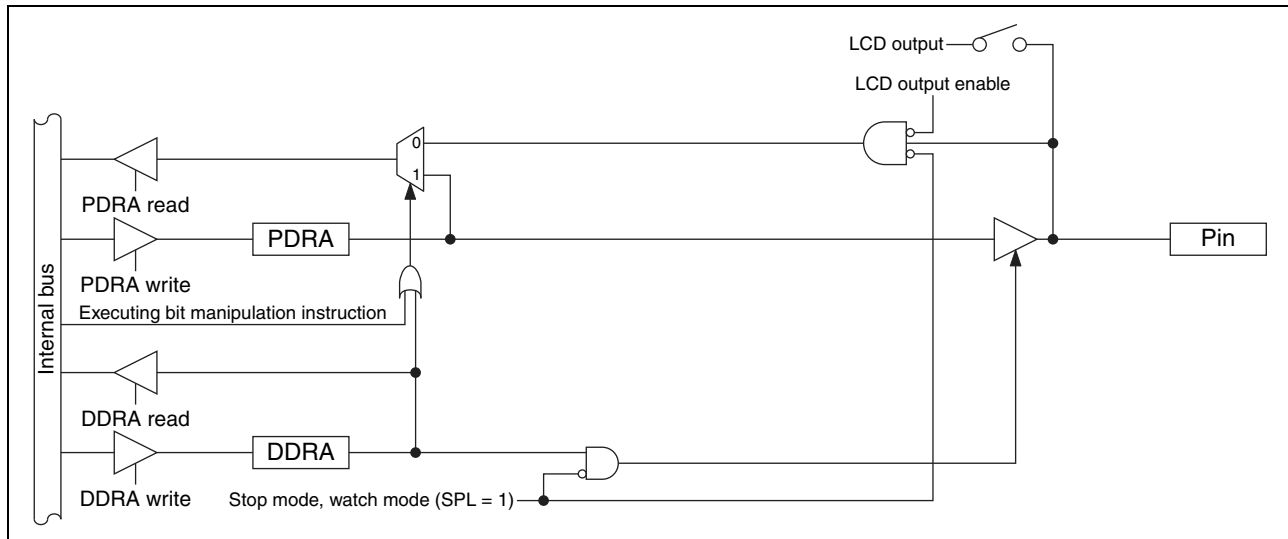 LCD output
LCD output enable
0
1
PDRA read
PDRA
Pin
PDRA write
Executing bit manipulation instruction
Internal bus
DDRA read
DDRA
Stop mode, watch mode (SPL = 1)
DDRA write